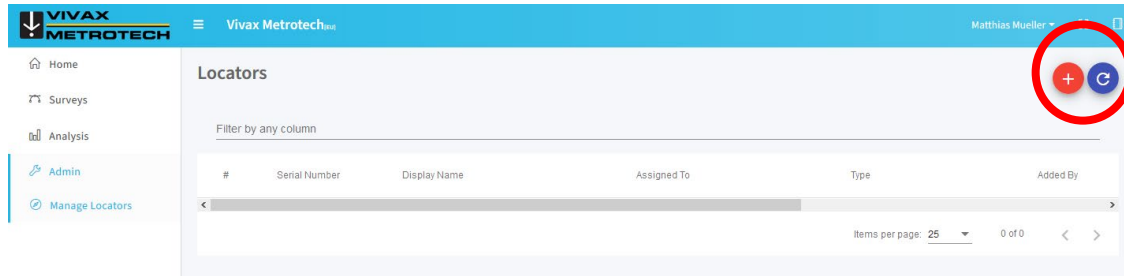 VIVAX
METROTECH
Vivax Metrotech
Matthias Mueller
Home
Surveys
Analysis
Admin
Manage Locators
Locators
Filter by any column
# Serial Number Display Name Assigned To Type Added By
Items per page: 25 0 of 0